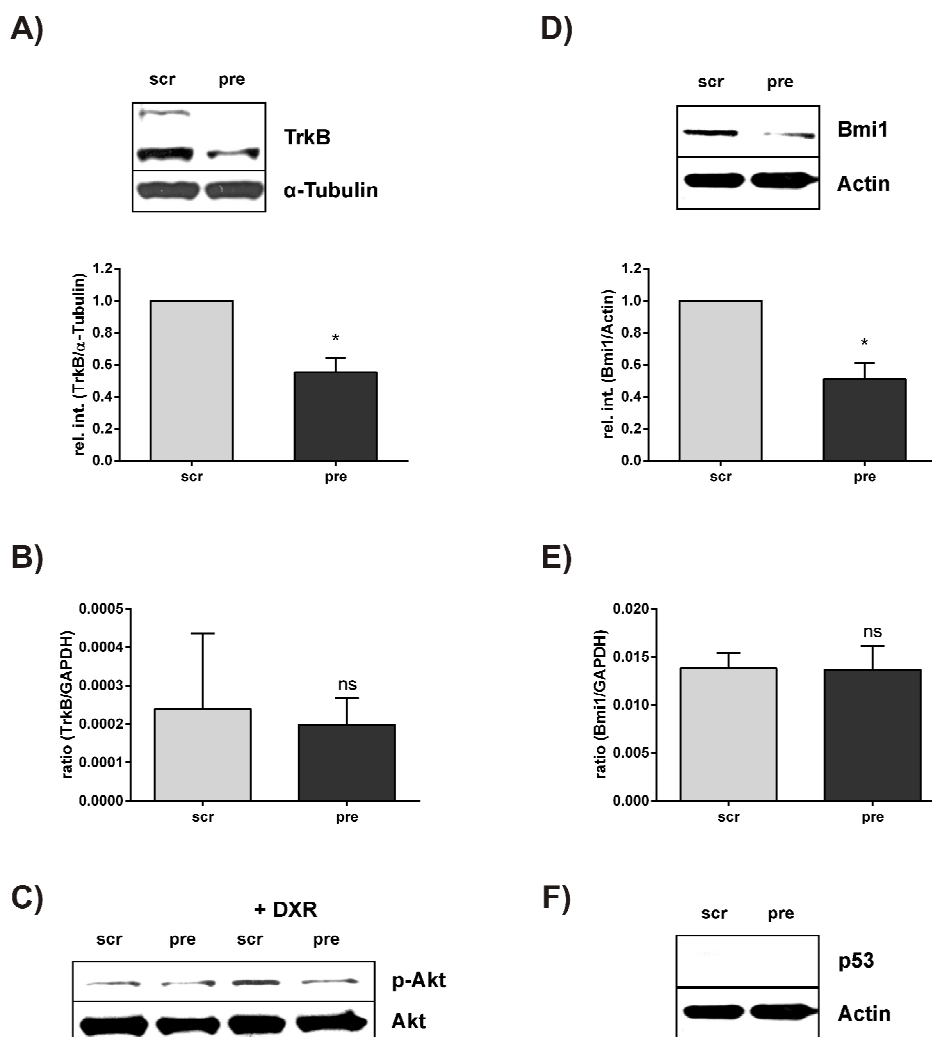 A)
scr pre
TrkB
α-Tubulin
rel. int. (TrkB/α-Tubulin)
1.2
1.0
0.8
0.6
0.4
0.2
0.0
*
scr pre
B)
ratio (TrkB/GAPDH)
0.0005
0.0004
0.0003
0.0002
0.0001
0.0000
ns
scr pre
C)
+ DXR
scr pre scr pre
p-Akt
Akt
D)
scr pre
Bmi1
Actin
rel. int. (Bmi1/Actin)
1.2
1.0
0.8
0.6
0.4
0.2
0.0
*
scr pre
E)
ratio (Bmi1/GAPDH)
0.020
0.015
0.010
0.005
0.000
ns
scr pre
F)
scr pre
p53
Actin